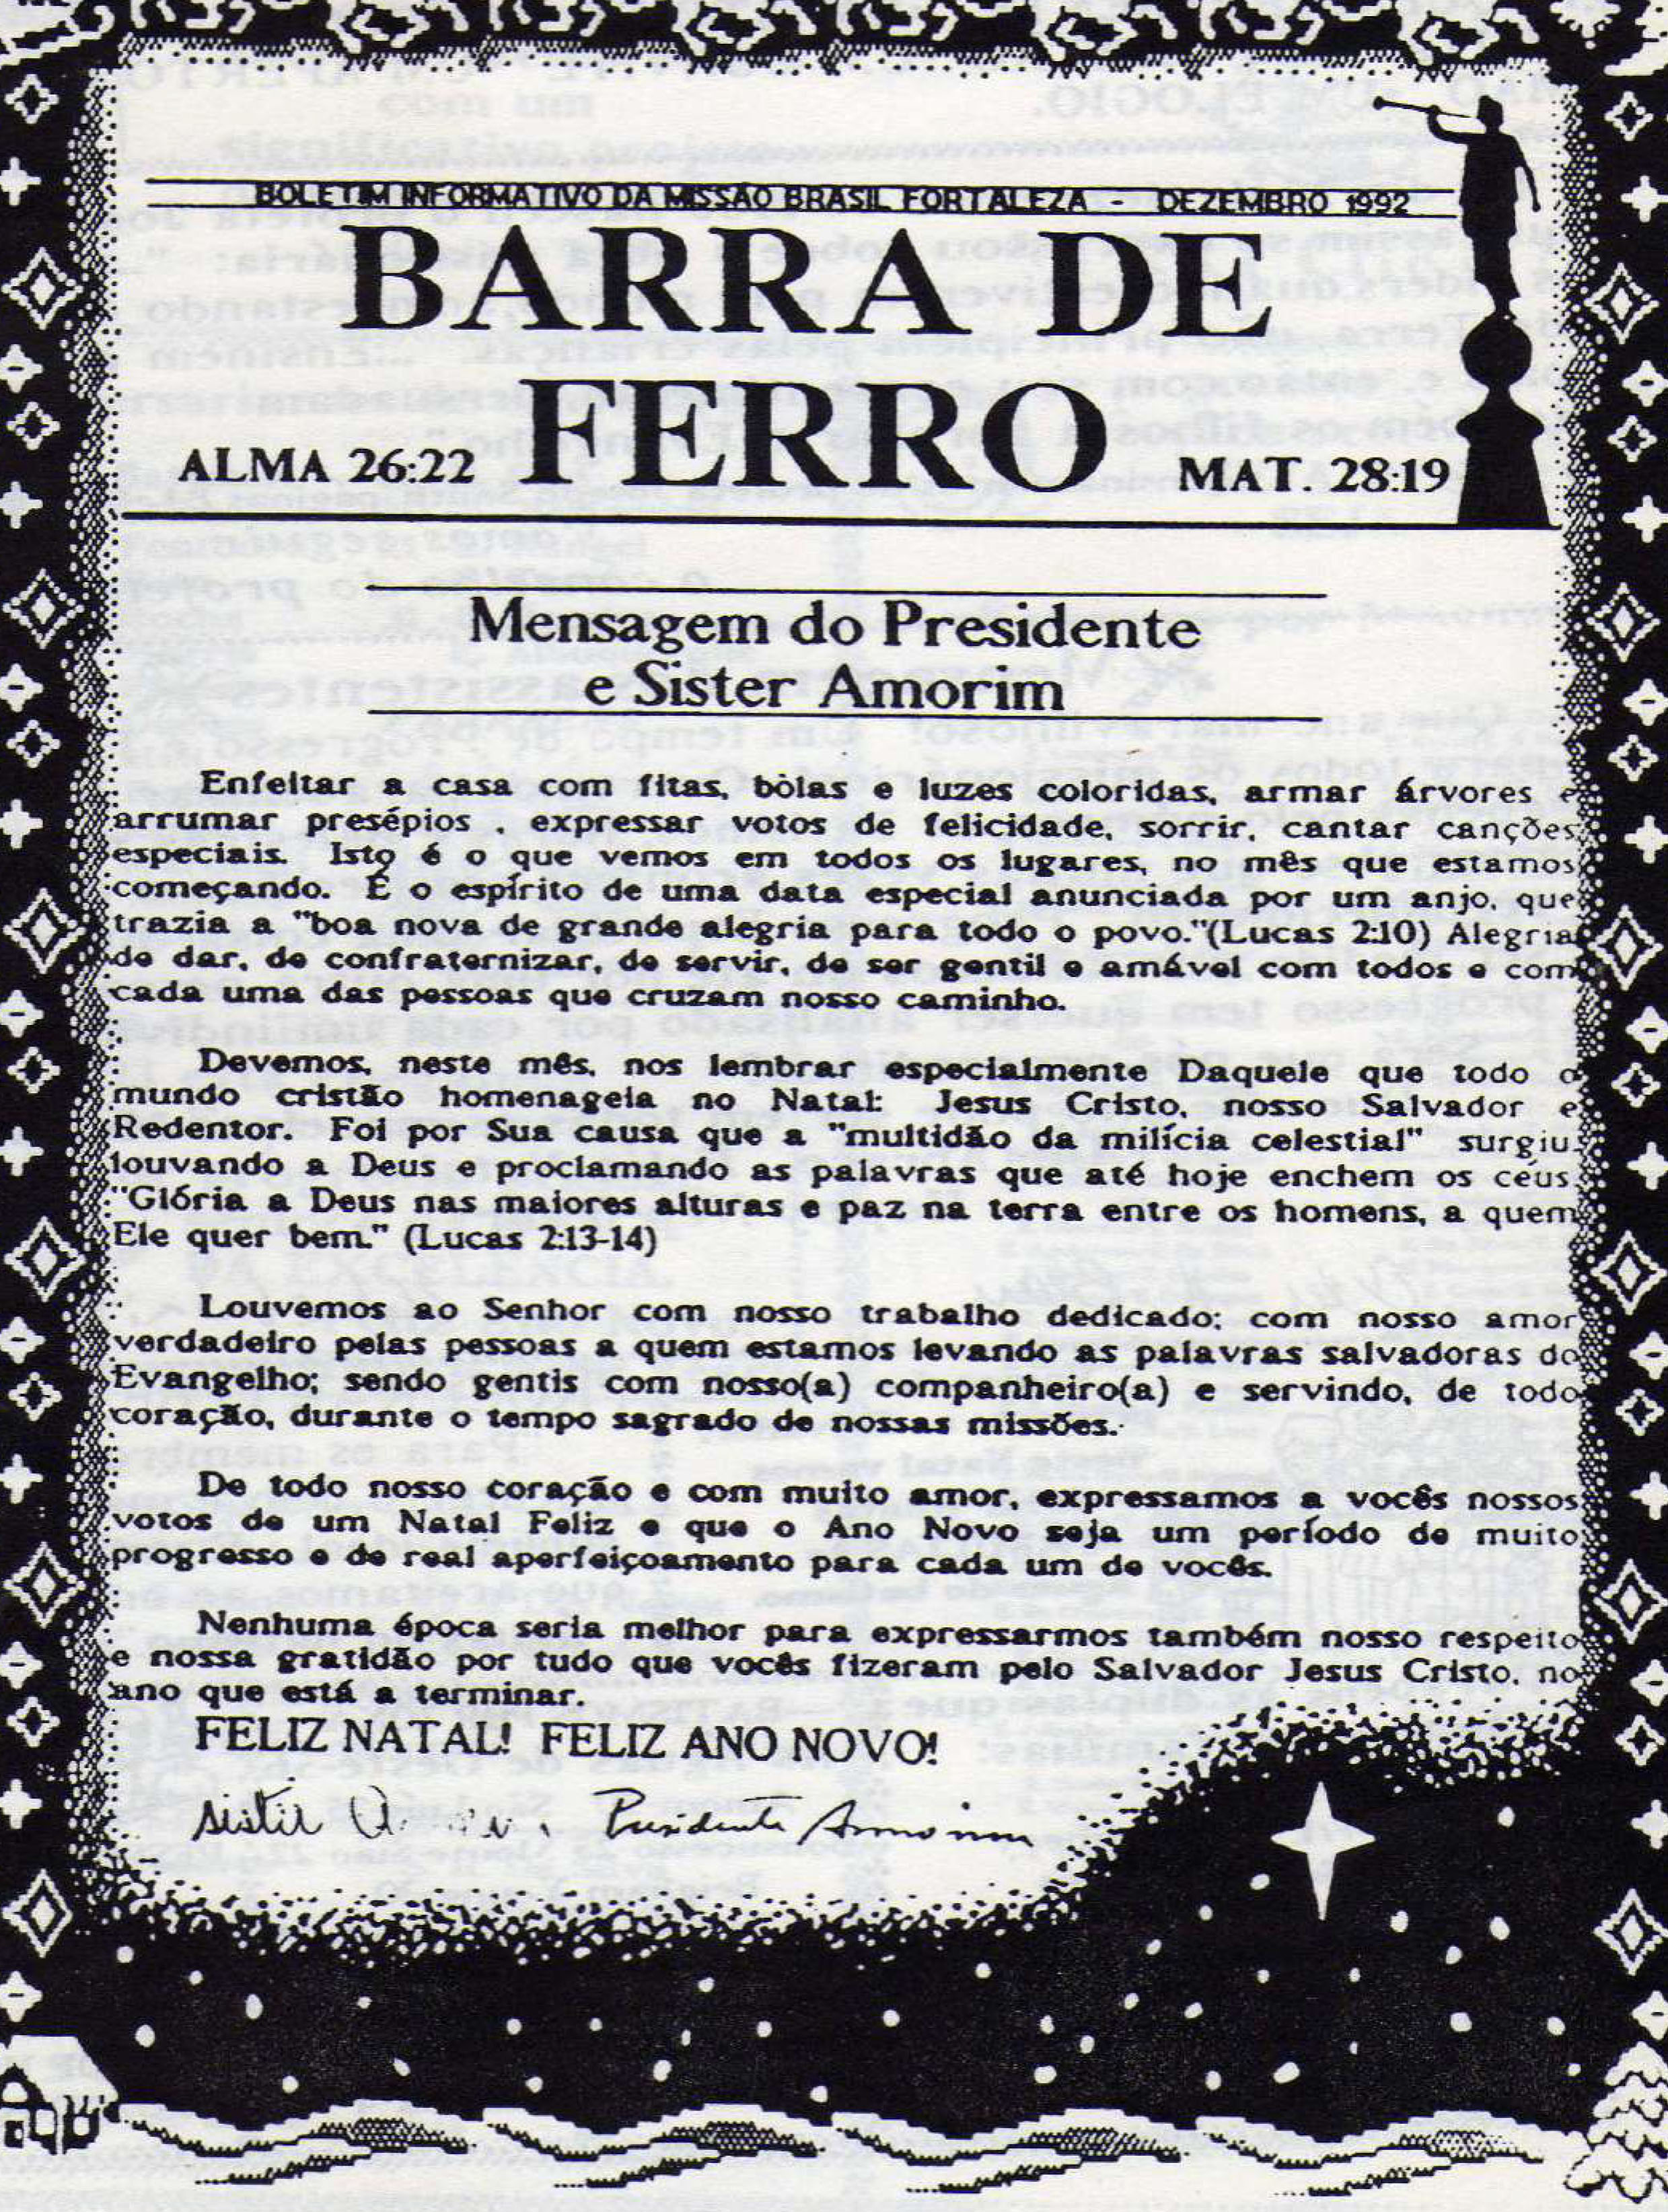 BOLETIM INFORMATIVO DA MISSÃO BRASIL FORTALEZA - DEZEMBRO 1992
BARRA DE
FERRO
ALMA 26:22
MAT. 28:19
Mensagem do Presidente
e Sister Amorim
Enfeitar a casa com fitas, bòlas e luzes coloridas, armar árvores e
arrumar presépios , expressar votos de felicidade, sorrir, cantar canções
especiais. Isto é o que vemos em todos os lugares, no mês que estamos
começando. É o espírito de uma data especial anunciada por um anjo, que
trazia a "boa nova de grande alegria para todo o povo."(Lucas 2:10) Alegria
de dar, de confraternizar, de servir, de ser gentil e amável com todos e com
cada uma das pessoas que cruzam nosso caminho.
Devemos, neste mês, nos lembrar especialmente Daquele que todo o
mundo cristão homenageia no Natal: Jesus Cristo, nosso Salvador e
Redentor. Foi por Sua causa que a "multidão da milícia celestial" surgiu
louvando a Deus e proclamando as palavras que até hoje enchem os céus
"Glória a Deus nas maiores alturas e paz na terra entre os homens, a quem
Ele quer bem." (Lucas 2:13-14)
Louvemos ao Senhor com nosso trabalho dedicado; com nosso amor
verdadeiro pelas pessoas a quem estamos levando as palavras salvadoras do
Evangelho; sendo gentis com nosso(a) companheiro(a) e servindo, de todo
coração, durante o tempo sagrado de nossas missões.
De todo nosso coração e com muito amor, expressamos a vocês nossos
votos de um Natal Feliz e que o Ano Novo seja um período de muito
progresso e de real aperfeiçoamento para cada um de vocês.
Nenhuma época seria melhor para expressarmos também nosso respeito
e nossa gratidão por tudo que vocês fizeram pelo Salvador Jesus Cristo, no
ano que está a terminar.
FELIZ NATAL! FELIZ ANO NOVO!
Sister Presidente Amorim